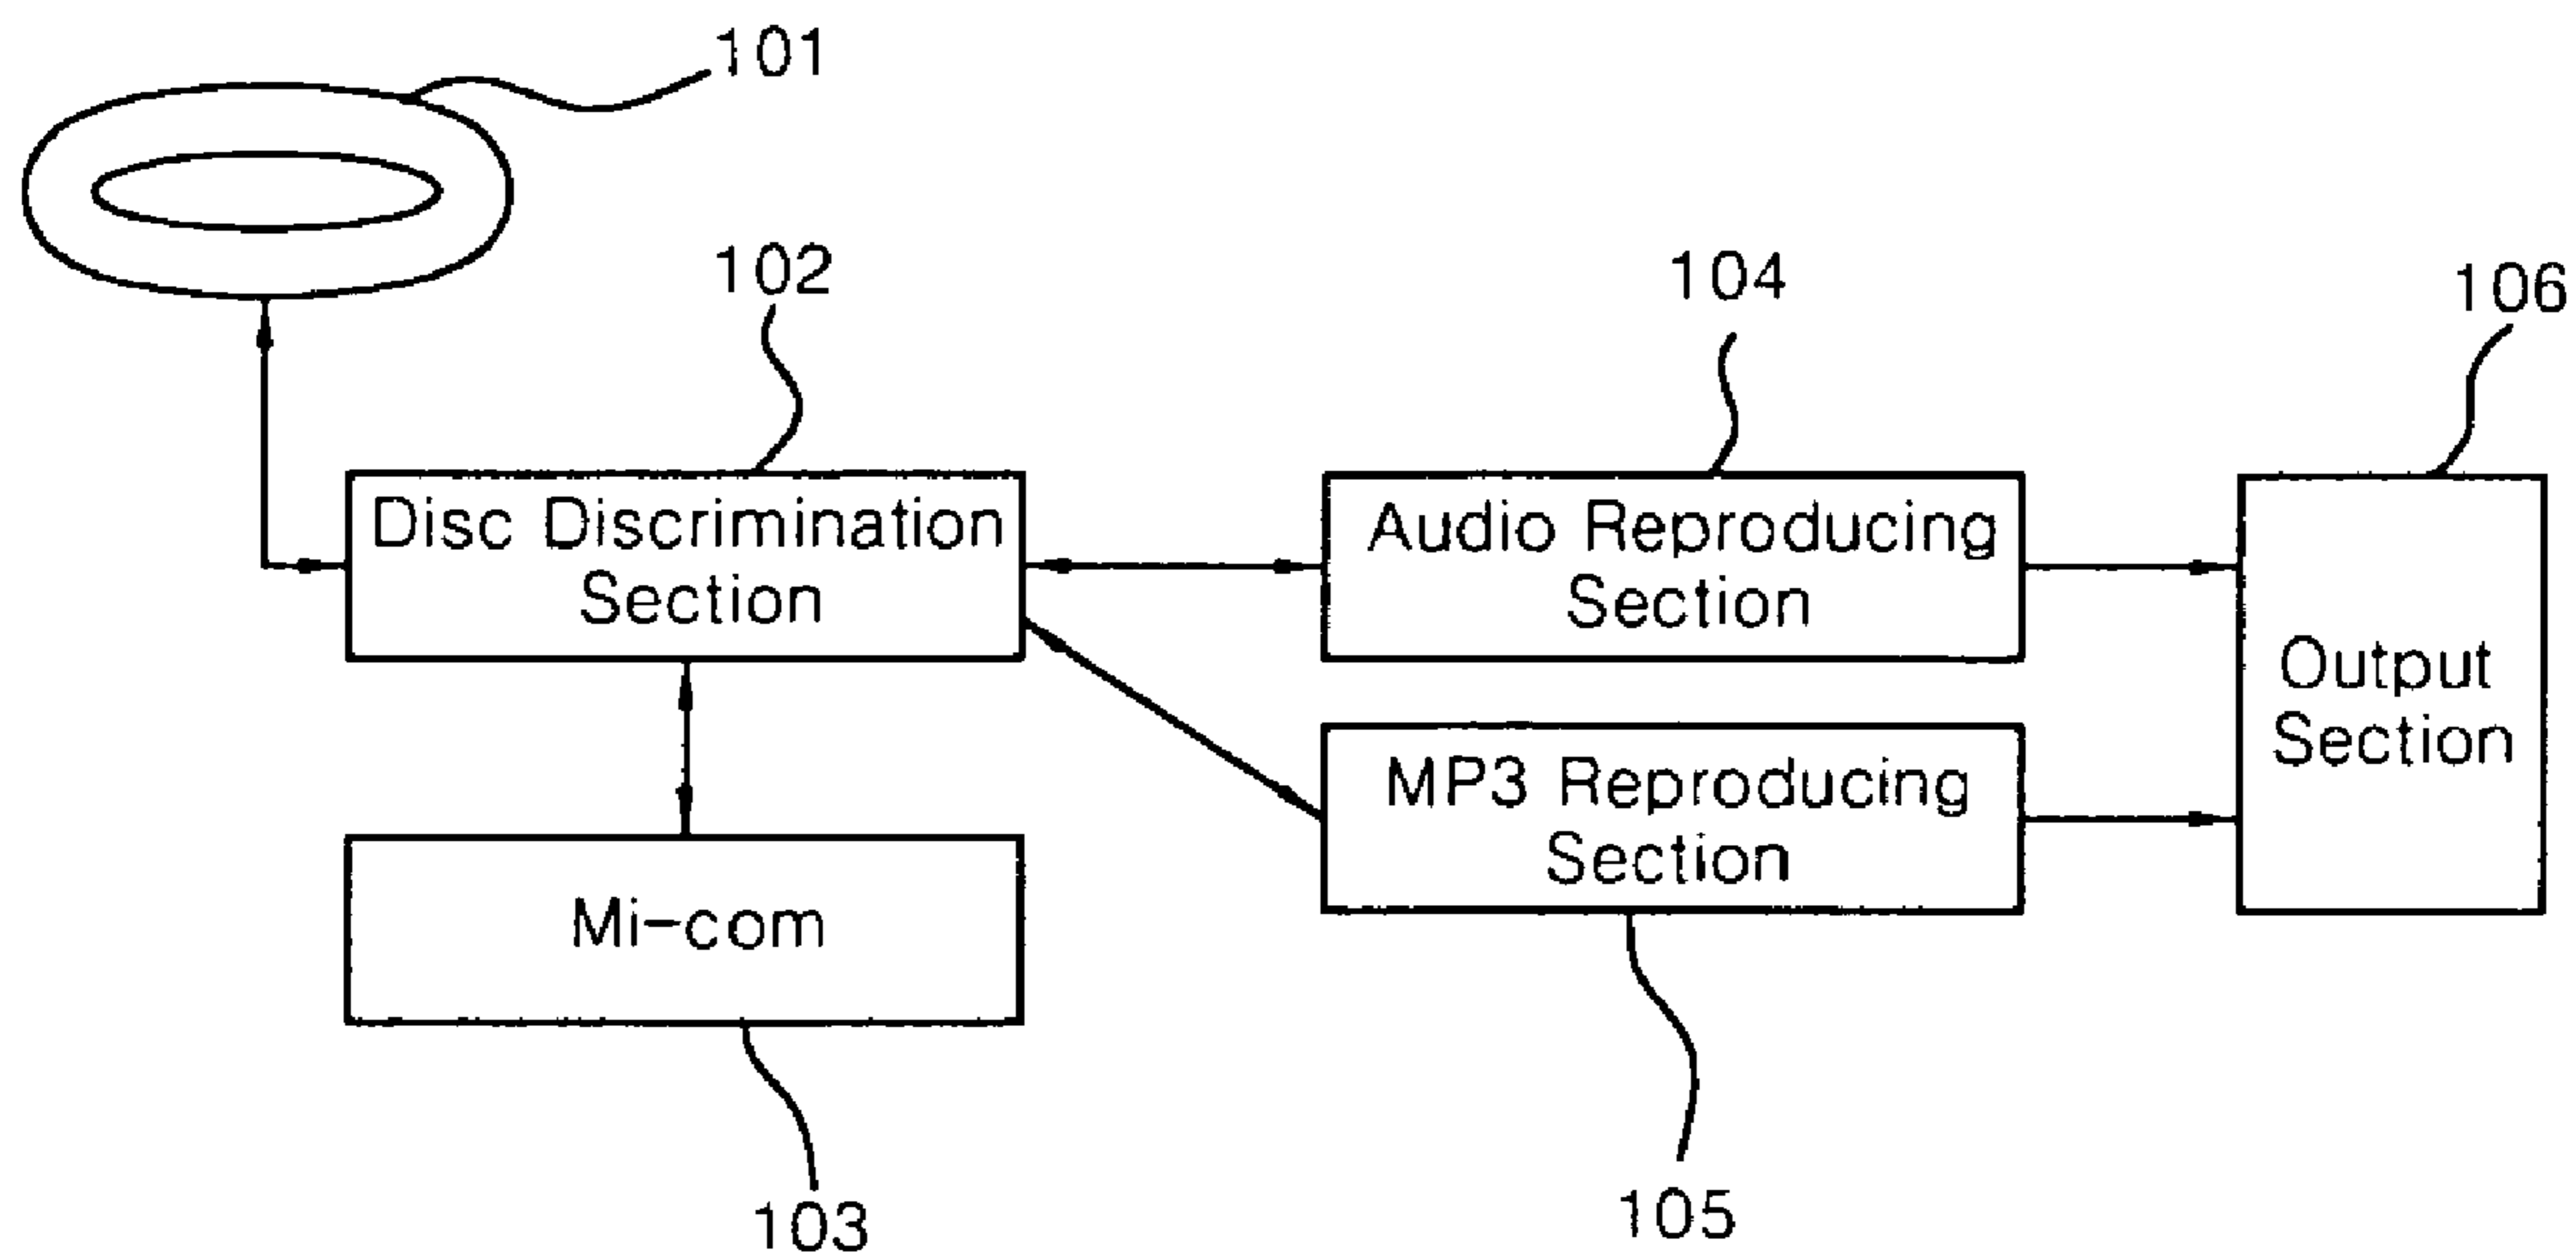 101
102
104
106
Disc Discrimination
Section
Audio Reproducing
Section
Output
Section
MP3 Reproducing
Section
Mi-com
103
105